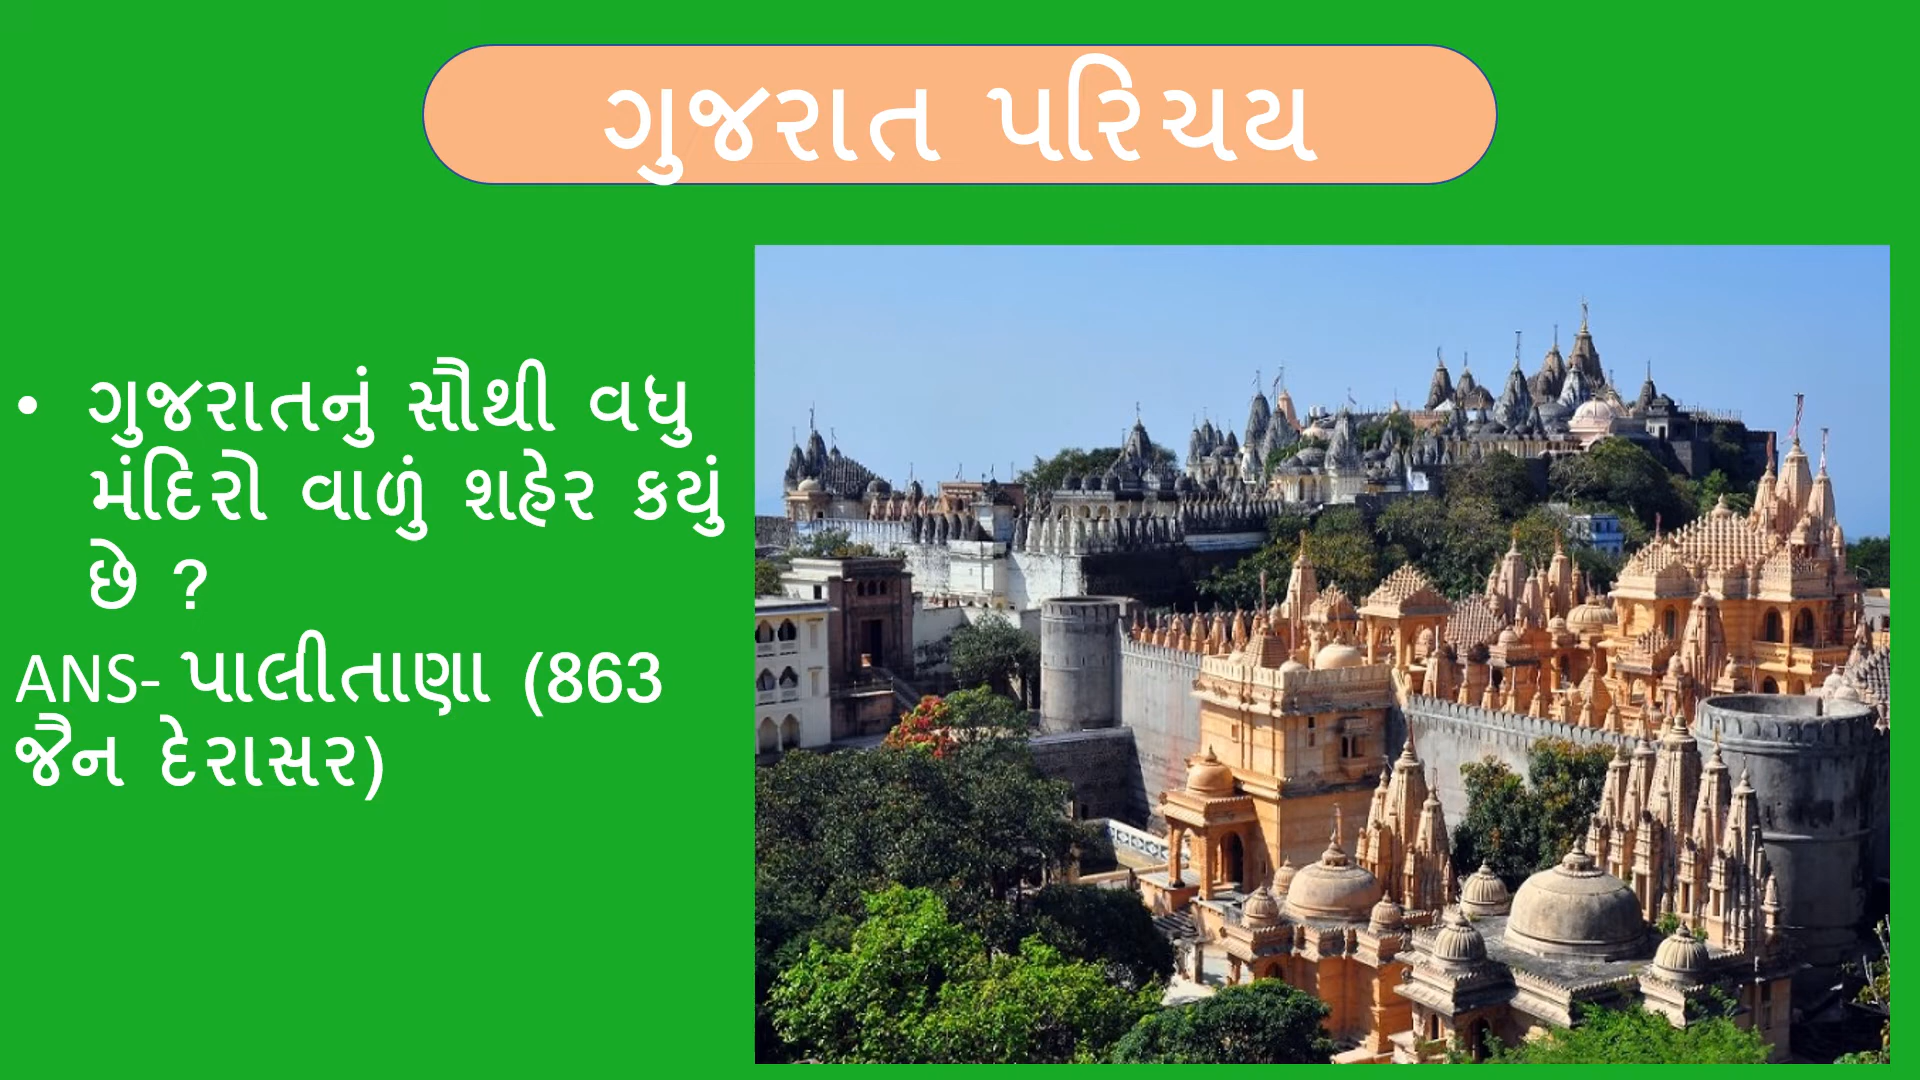 ગુજરાત પરિચય
• ગુજરાતનું સૌથી વધુ
મંદિરો વાળું શહેર કયું
છે ?
ANS- પાલીતાણા (863
જૈન દેરાસર)